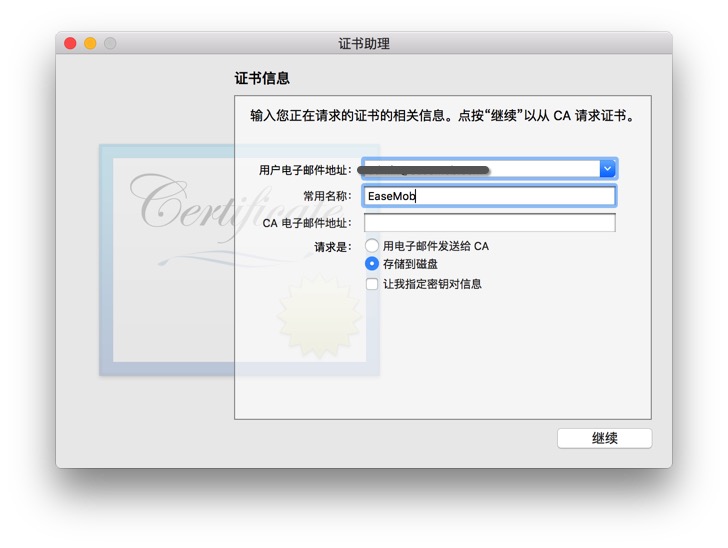 证书助理
证书信息
输入您正在请求的证书的相关信息。点按“继续”以从 CA 请求证书。
用户电子邮件地址：
常用名称： EaseMob
CA 电子邮件地址：
请求是： 用电子邮件发送给 CA
存储到磁盘
让我指定密钥对信息
Certificate
继续